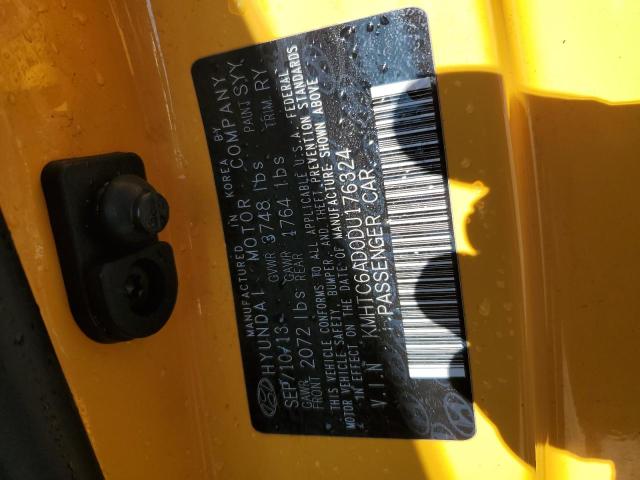 MANUFACTURED IN KOREA BY
HYUNDAI MOTOR COMPANY
SEP/10/13 GVWR 3748 lbs PAINT SYY
GAWR FRONT 2072 lbs GAWR REAR 1764 lbs TRIM RY
THIS VEHICLE CONFORMS TO ALL APPLICABLE U.S.A. FEDERAL
MOTOR VEHICLE SAFETY, BUMPER, AND THEFT PREVENTION STANDARDS
IN EFFECT ON THE DATE OF MANUFACTURE SHOWN ABOVE
V.I.N KMHTC6AD0DU176324
PASSENGER CAR